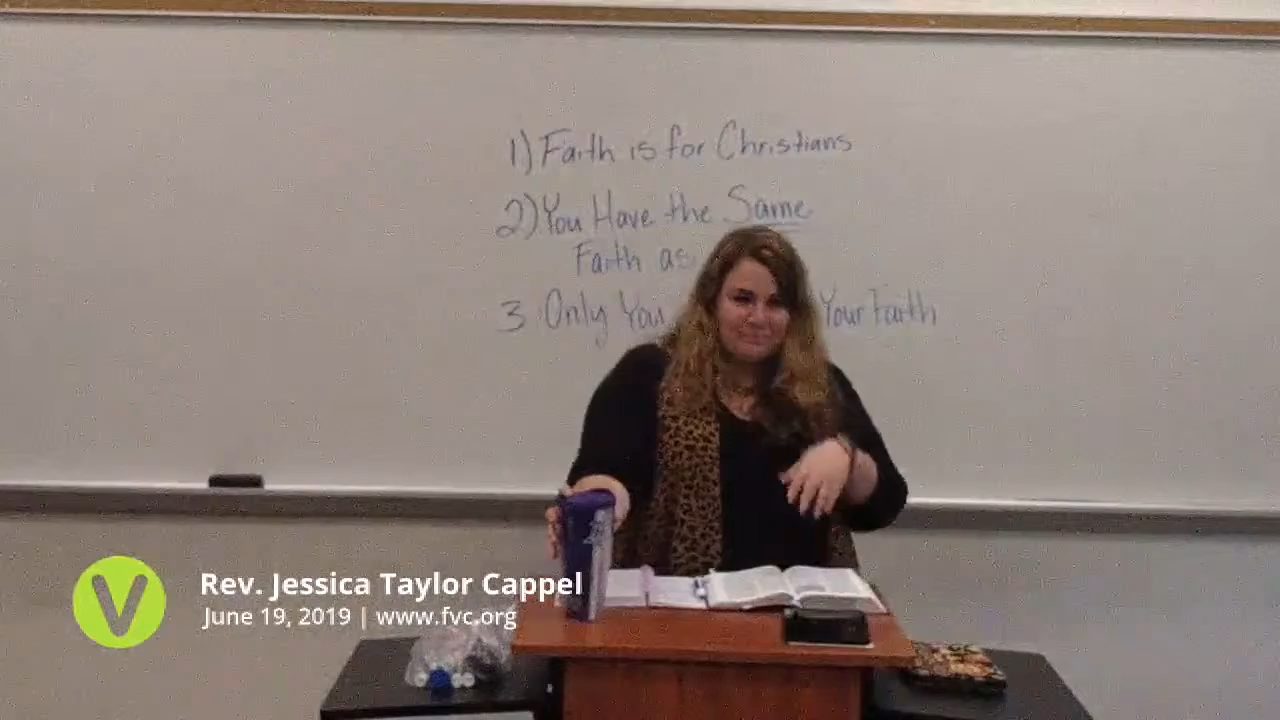 1) Faith is for Christians
2) You Have the Same
Faith as
3 Only You Your Faith
V
Rev. Jessica Taylor Cappel
June 19, 2019 | www.fvc.org